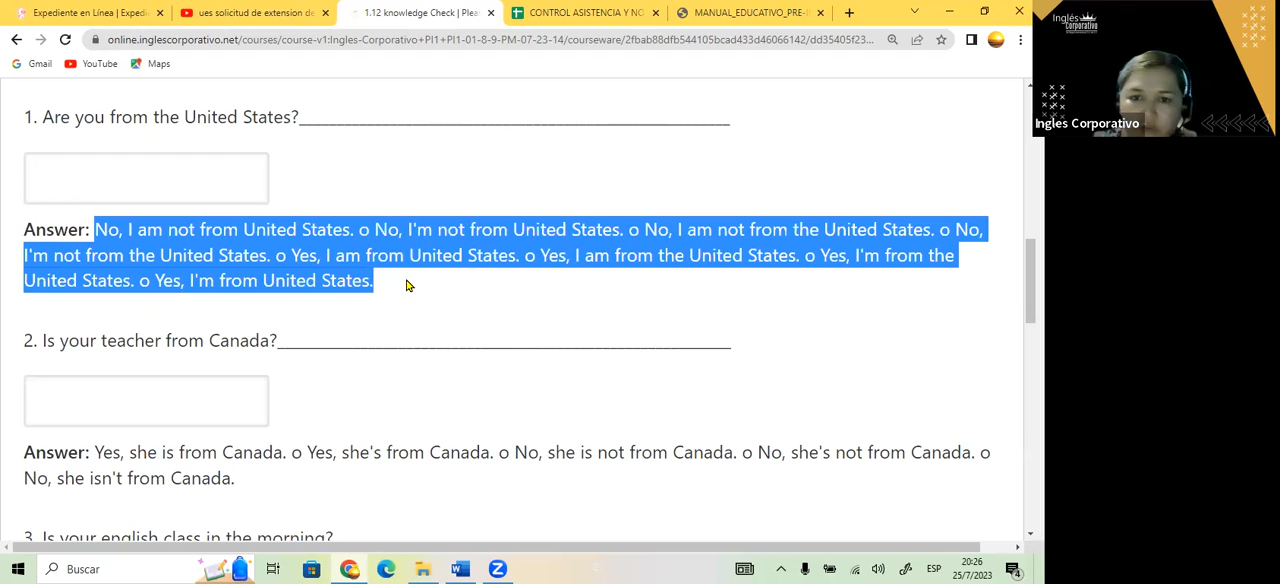 Expediente en Línea | Expedi
ues solicitud de extension de
1.12 knowledge Check | Plea
CONTROL ASISTENCIA Y NO
MANUAL_EDUCATIVO_PRE-I
online.inglescorporativo.net/courses/course-v1:Ingles-Corporativo+PI1+PI1-01-8-9-PM-07-23-14/courseware/2fbab88dfb544105bcad433d46066142/dd35405f23...
Gmail YouTube Maps
1. Are you from the United States?
Answer: No, I am not from United States. o No, I'm not from United States. o No, I am not from the United States. o No,
I'm not from the United States. o Yes, I am from United States. o Yes, I am from the United States. o Yes, I'm from the
United States. o Yes, I'm from United States.
2. Is your teacher from Canada?
Answer: Yes, she is from Canada. o Yes, she's from Canada. o No, she is not from Canada. o No, she's not from Canada. o
No, she isn't from Canada.
3. Is your english class in the morning?
Inglés
Corporativo
Ingles Corporativo
Buscar
ESP
20:26
25/7/2023
4